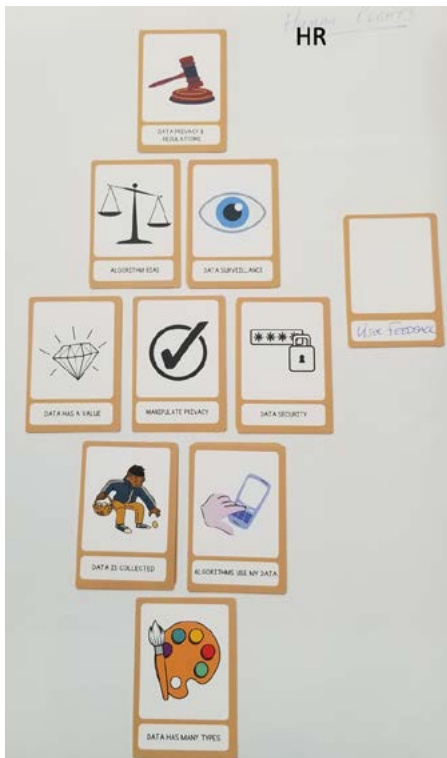 HUMAN RIGHTS
HR
DATA PRIVACY &
REGULATIONS
ALGORITHM BIAS
DATA SURVEILLANCE
USER FEEDBACK
DATA HAS A VALUE
MANIPULATE PRIVACY
DATA SECURITY
****
DATA IS COLLECTED
ALGORITHMS USE MY DATA
DATA HAS MANY TYPES